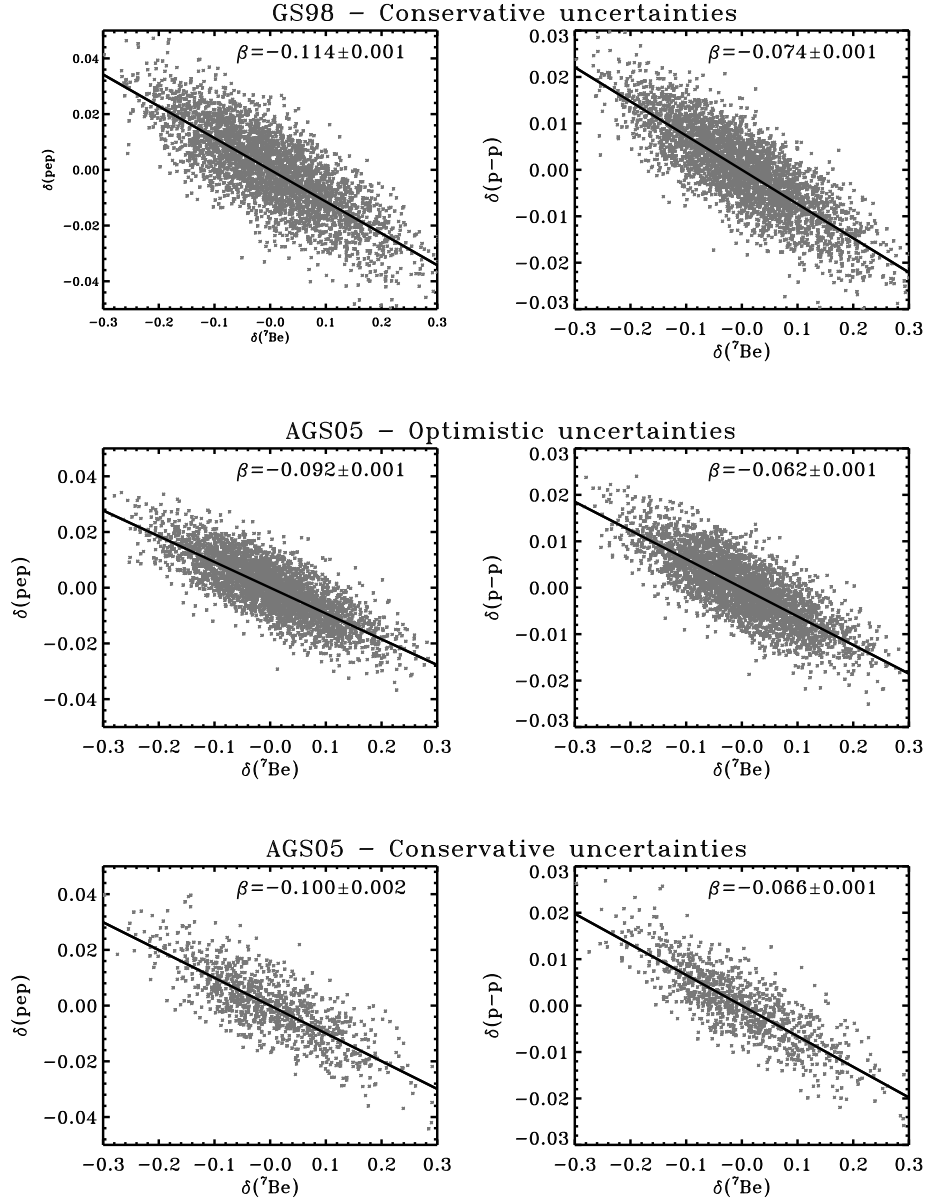 GS98 − Conservative uncertainties
β=−0.114±0.001
0.04
0.02
0.00
−0.02
−0.04
δ(pep)
−0.3 −0.2 −0.1 −0.0 0.1 0.2 0.3
δ(⁷Be)
β=−0.074±0.001
0.03
0.02
0.01
0.00
−0.01
−0.02
−0.03
δ(p−p)
−0.3 −0.2 −0.1 −0.0 0.1 0.2 0.3
δ(⁷Be)
AGS05 − Optimistic uncertainties
β=−0.092±0.001
0.04
0.02
0.00
−0.02
−0.04
δ(pep)
−0.3 −0.2 −0.1 −0.0 0.1 0.2 0.3
δ(⁷Be)
β=−0.062±0.001
0.03
0.02
0.01
0.00
−0.01
−0.02
−0.03
δ(p−p)
−0.3 −0.2 −0.1 −0.0 0.1 0.2 0.3
δ(⁷Be)
AGS05 − Conservative uncertainties
β=−0.100±0.002
0.04
0.02
0.00
−0.02
−0.04
δ(pep)
−0.3 −0.2 −0.1 −0.0 0.1 0.2 0.3
δ(⁷Be)
β=−0.066±0.001
0.03
0.02
0.01
0.00
−0.01
−0.02
−0.03
δ(p−p)
−0.3 −0.2 −0.1 −0.0 0.1 0.2 0.3
δ(⁷Be)